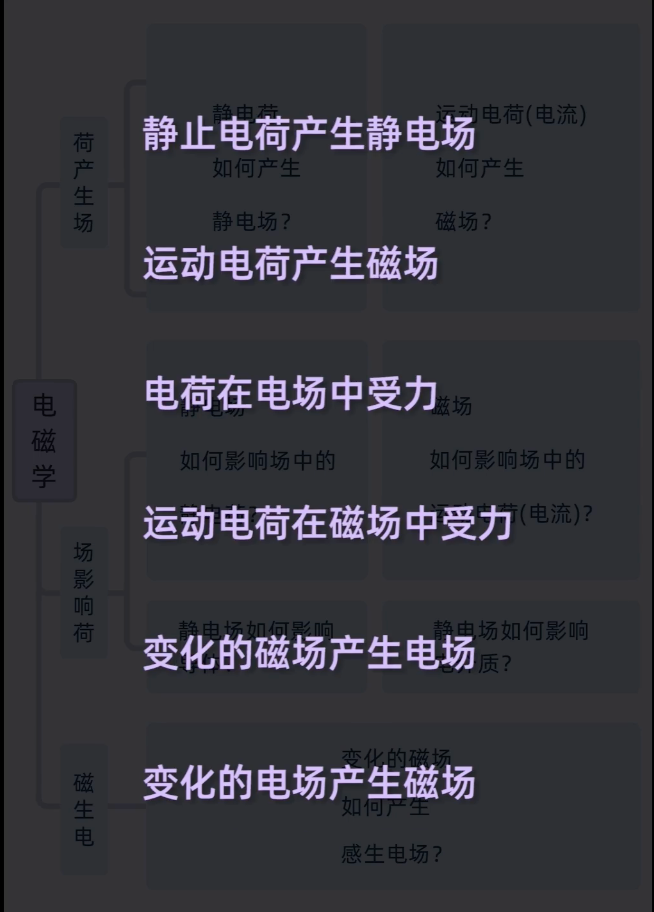 静止电荷产生静电场
运动电荷产生磁场
电荷在电场中受力
运动电荷在磁场中受力
变化的磁场产生电场
变化的电场产生磁场
电磁学
荷产生场
静电荷
如何产生
静电场?
运动电荷(电流)
如何产生
磁场?
场影响荷
静电场
如何影响场中的
磁场
如何影响场中的
运动电荷(电流)?
静电场如何影响
静电场如何影响
电介质?
磁生电
变化的磁场
如何产生
感生电场?